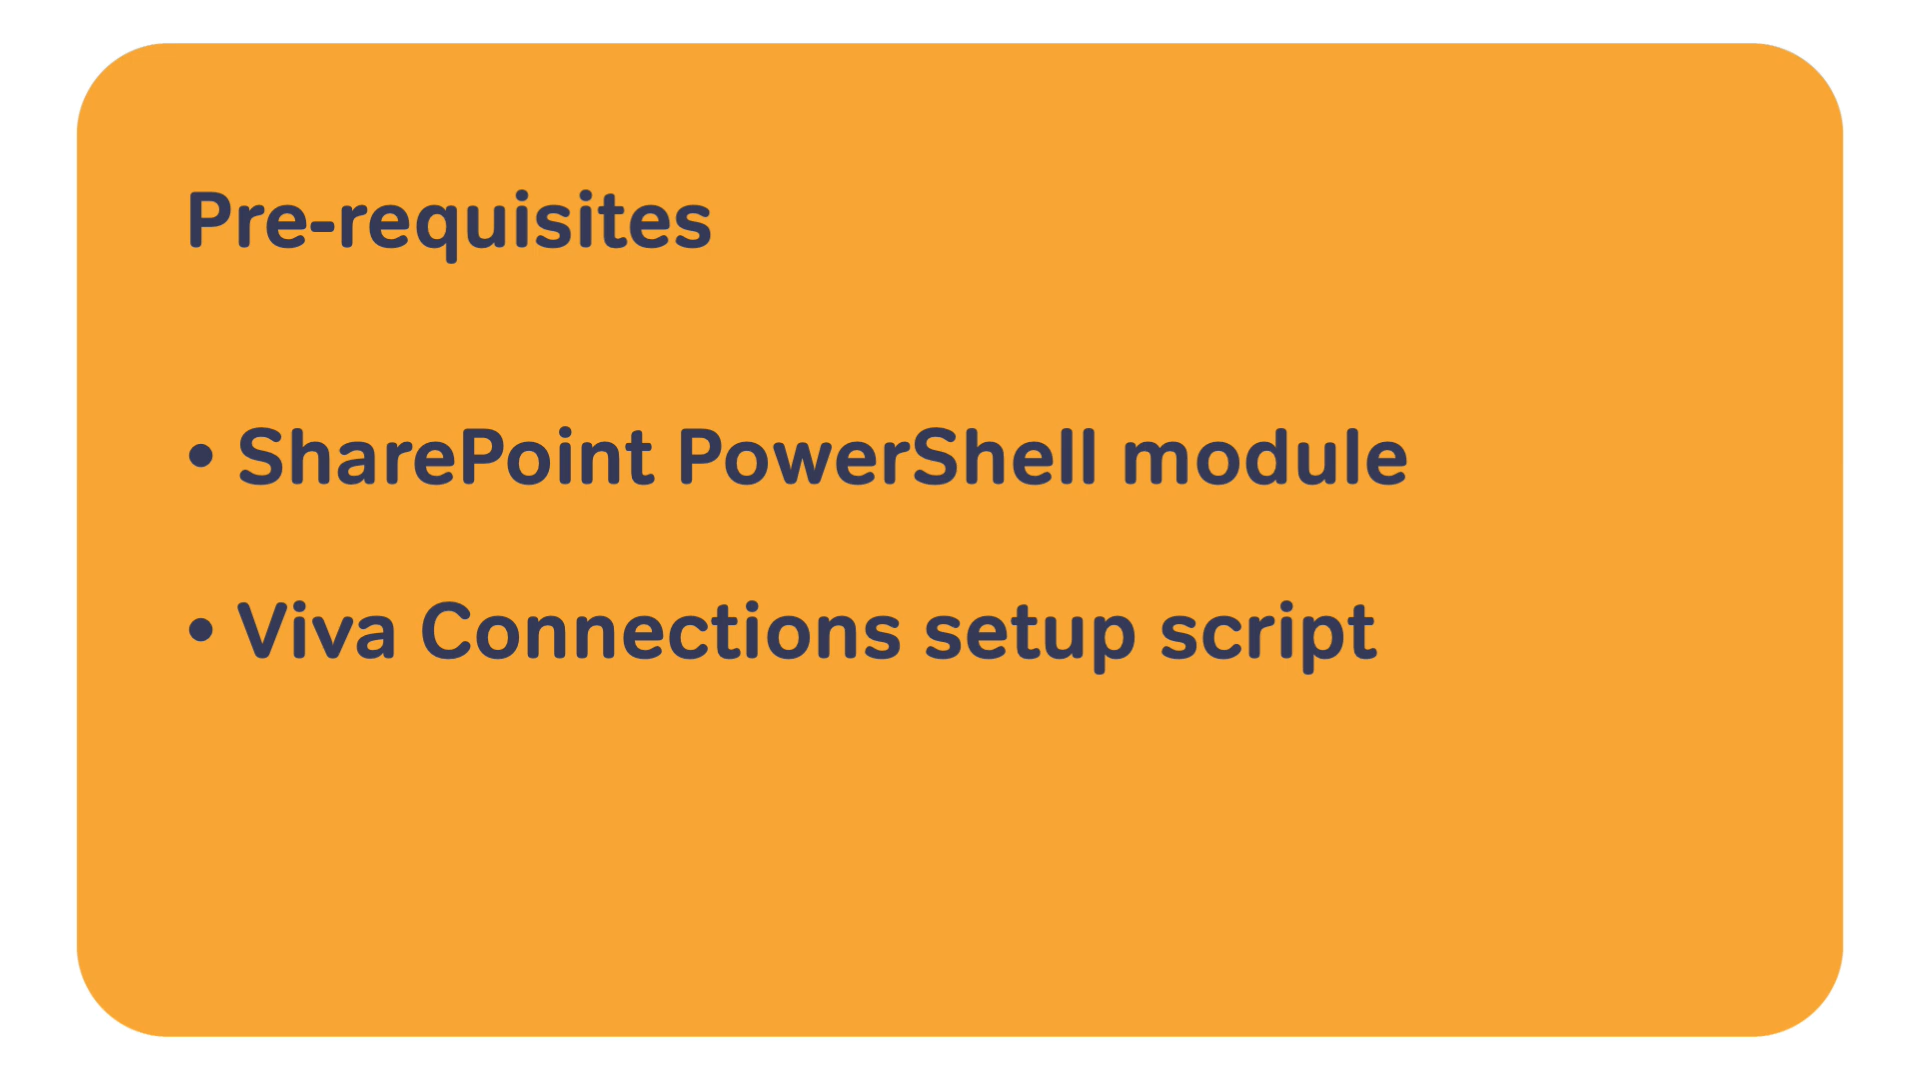 Pre-requisites
• SharePoint PowerShell module
• Viva Connections setup script